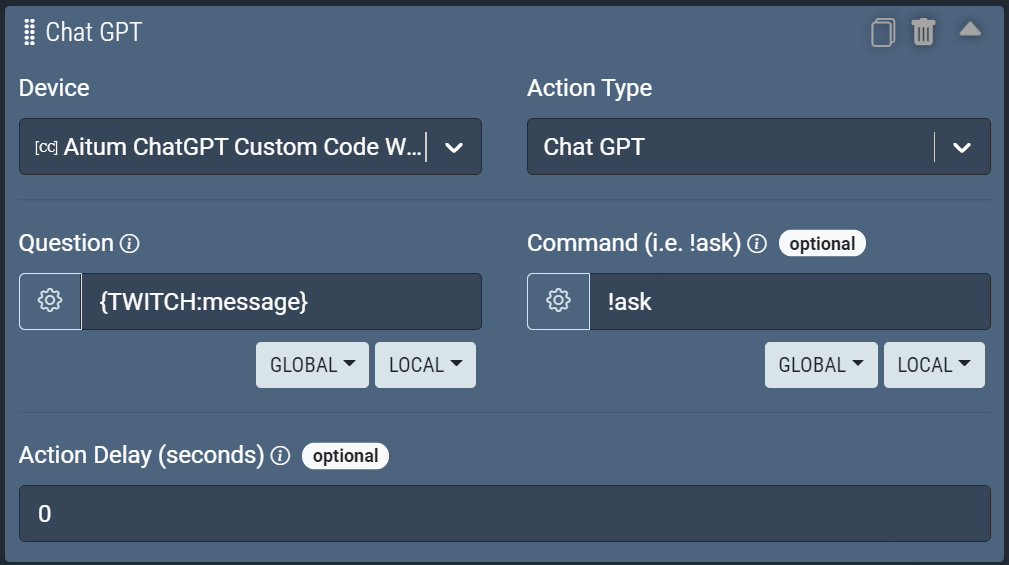 Chat GPT
Device
Action Type
[cc] Aitum ChatGPT Custom Code W...
Chat GPT
Question
Command (i.e. !ask) optional
{TWITCH:message}
!ask
GLOBAL LOCAL
GLOBAL LOCAL
Action Delay (seconds) optional
0